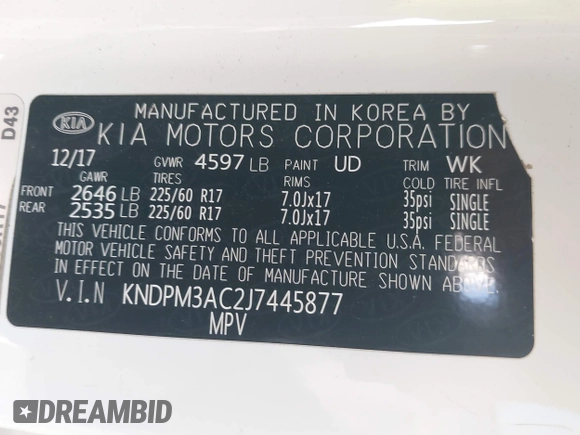 D43
KIA
MANUFACTURED IN KOREA BY
KIA MOTORS CORPORATION
12/17 GVWR 4597 LB PAINT UD TRIM WK
GAWR TIRES RIMS COLD TIRE INFL
FRONT 2646 LB 225/60 R17 7.0Jx17 35psi SINGLE
REAR 2535 LB 225/60 R17 7.0Jx17 35psi SINGLE
THIS VEHICLE CONFORMS TO ALL APPLICABLE U.S.A. FEDERAL
MOTOR VEHICLE SAFETY AND THEFT PREVENTION STANDARDS
IN EFFECT ON THE DATE OF MANUFACTURE SHOWN ABOVE.
V.I.N KNDPM3AC2J7445877
MPV
DREAMBID